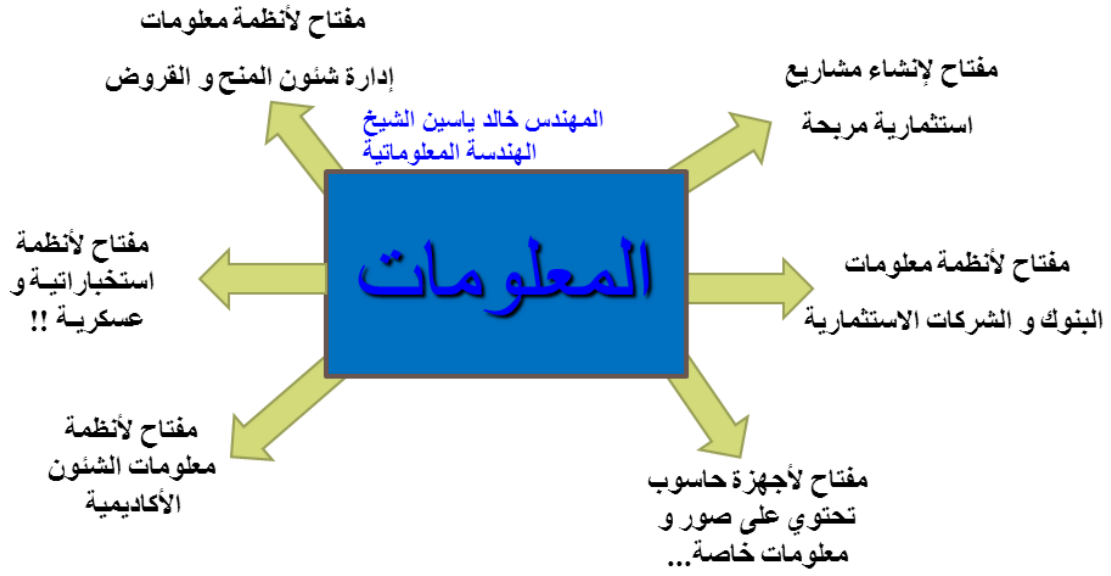 مفتاح لأنظمة معلومات
إدارة شئون المنح و القروض
مفتاح لإنشاء مشاريع
استثمارية مربحة
المهندس خالد ياسين الشيخ
الهندسة المعلوماتية
المعلومات
مفتاح لأنظمة معلومات
البنوك و الشركات الاستثمارية
مفتاح لأنظمة
استخباراتية و
عسكرية !!
مفتاح لأنظمة
معلومات الشئون
الأكاديمية
مفتاح لأجهزة حاسوب
تحتوي على صور و
معلومات خاصة...